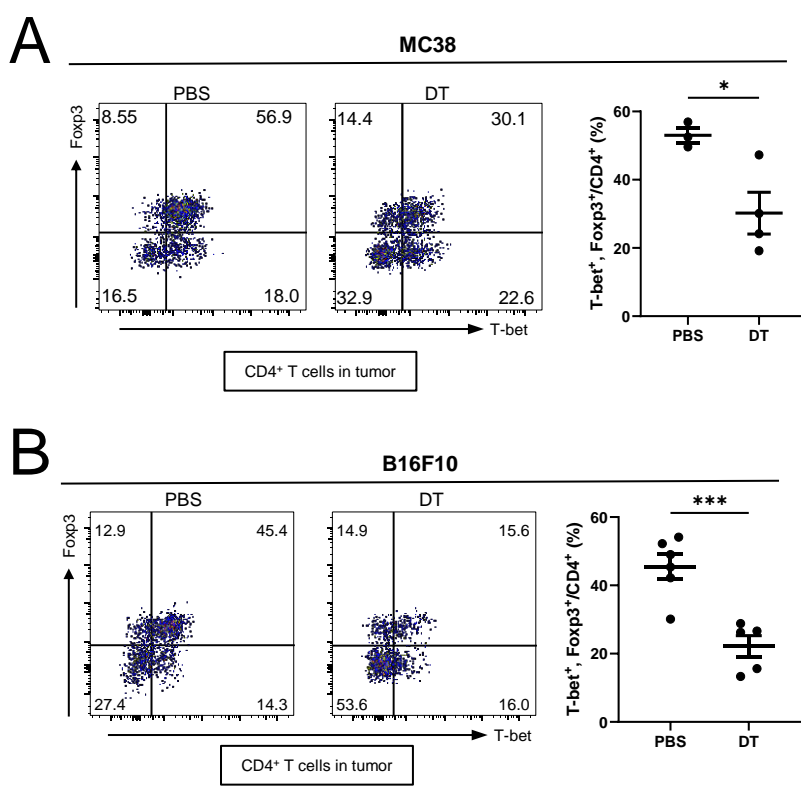 A
MC38
PBS
DT
Foxp3
8.55
56.9
16.5
18.0
14.4
30.1
32.9
22.6
T-bet
CD4⁺ T cells in tumor
T-bet⁺, Foxp3⁺/CD4⁺ (%)
60
40
20
0
*
PBS
DT
B
B16F10
PBS
DT
Foxp3
12.9
45.4
27.4
14.3
14.9
15.6
53.6
16.0
T-bet
CD4⁺ T cells in tumor
T-bet⁺, Foxp3⁺/CD4⁺ (%)
60
40
20
0
***
PBS
DT